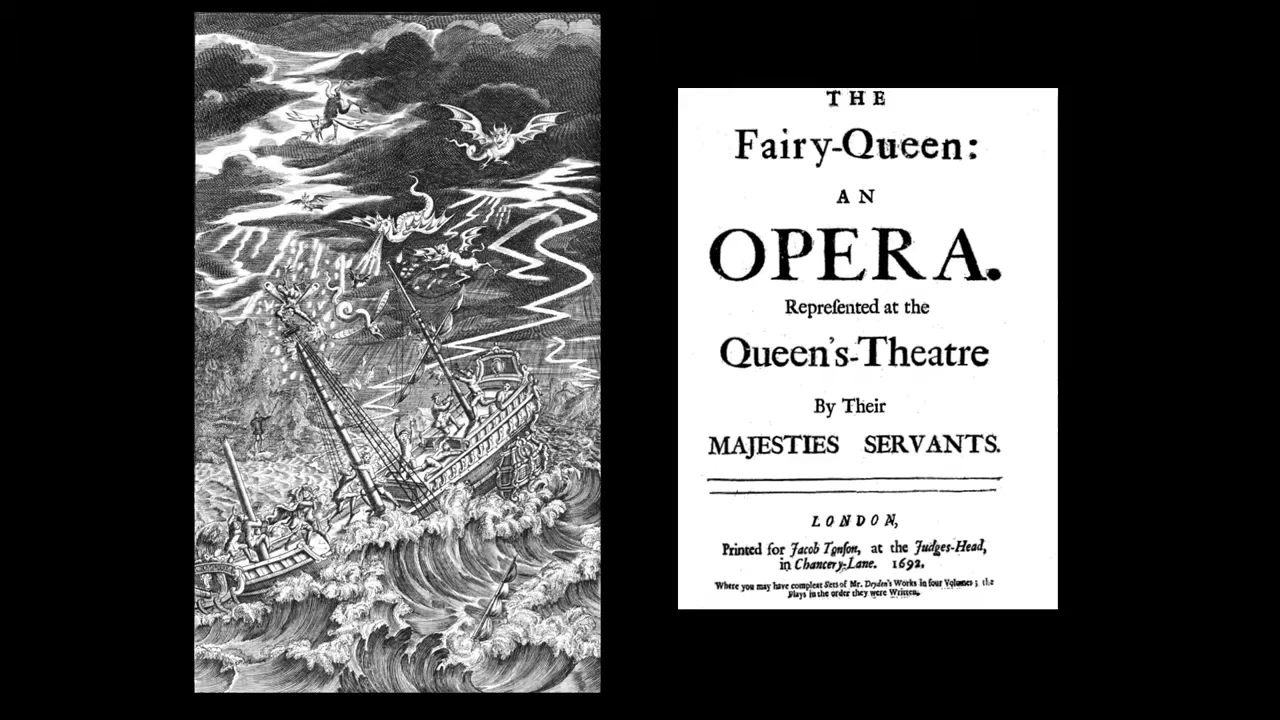 THE
Fairy-Queen:
AN
OPERA.
Repreſented at the
Queen's-Theatre
By Their
MAJESTIES SERVANTS.
LONDON,
Printed for Jacob Tonſon, at the Judges-Head,
in Chancery-Lane. 1692.
Where you may have compleat Sets of Mr. Dryden's Works in four Volumes; the
Plays in the order they were Written.